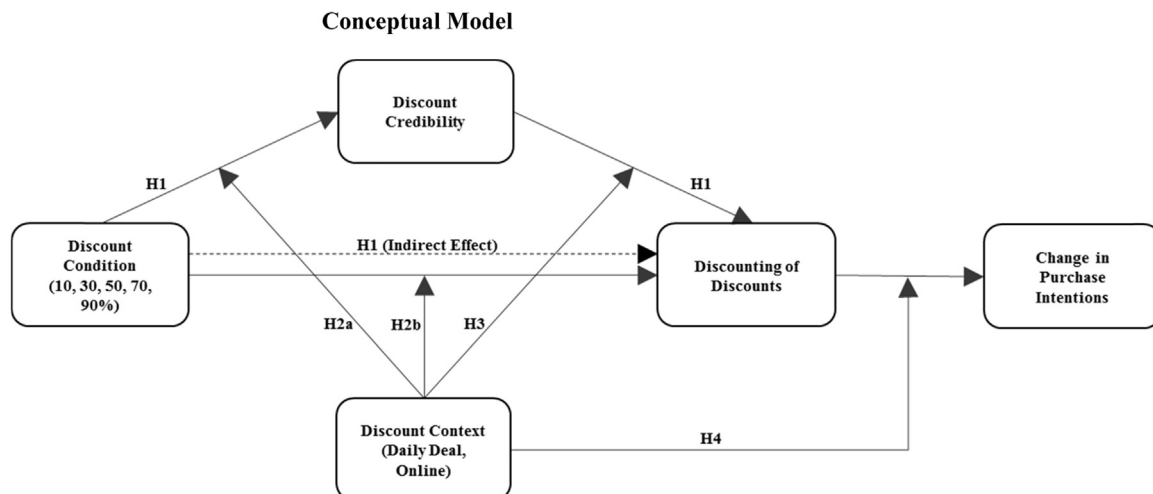 Conceptual Model
Discount
Credibility
H1
H1
Discount
Condition
(10, 30, 50, 70,
90%)
H1 (Indirect Effect)
Discounting of
Discounts
Change in
Purchase
Intentions
H2a
H2b
H3
Discount Context
(Daily Deal,
Online)
H4